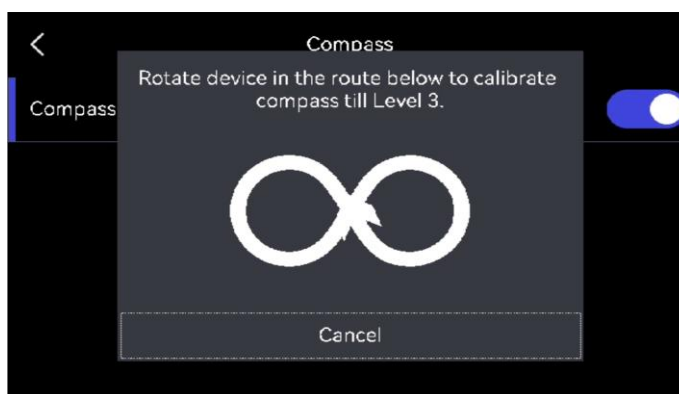 Compass
Rotate device in the route below to calibrate
compass till Level 3.
Compass
Cancel